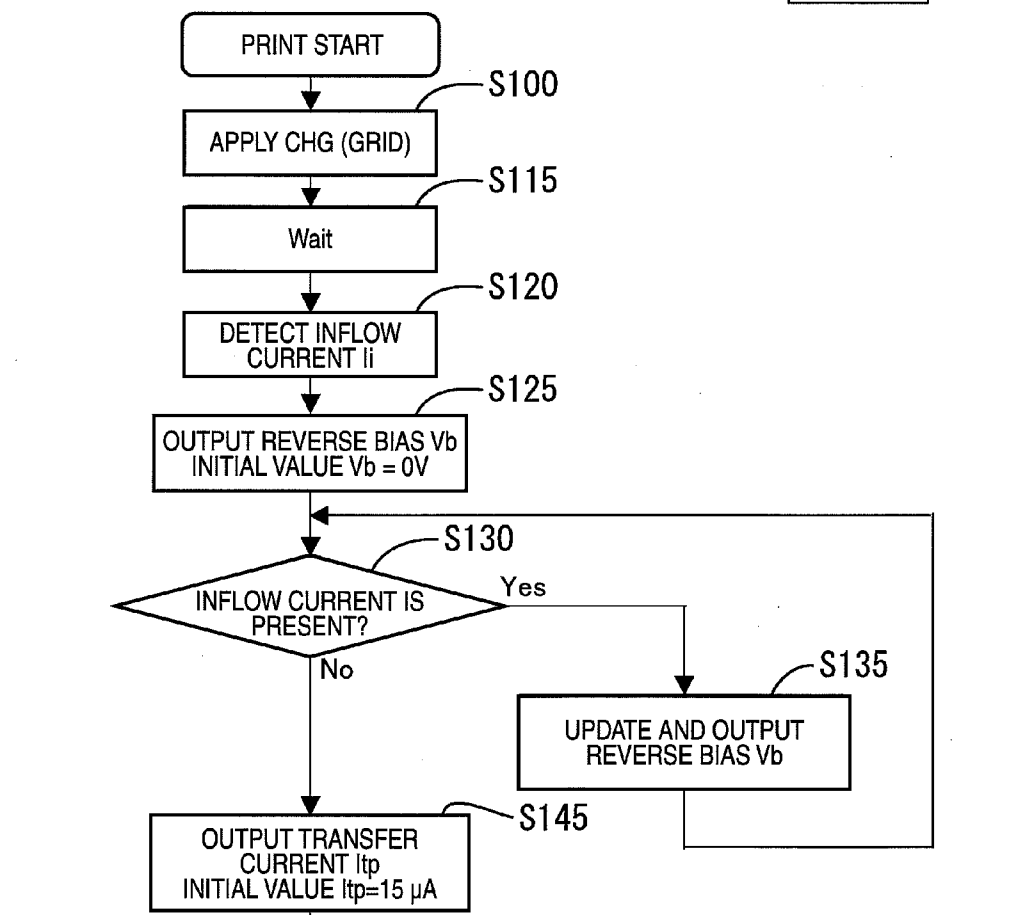 PRINT START
S100
APPLY CHG (GRID)
S115
Wait
S120
DETECT INFLOW
CURRENT Ii
S125
OUTPUT REVERSE BIAS Vb
INITIAL VALUE Vb = 0V
S130
INFLOW CURRENT IS
PRESENT?
Yes
No
S135
UPDATE AND OUTPUT
REVERSE BIAS Vb
S145
OUTPUT TRANSFER
CURRENT Itp
INITIAL VALUE Itp=15 μA